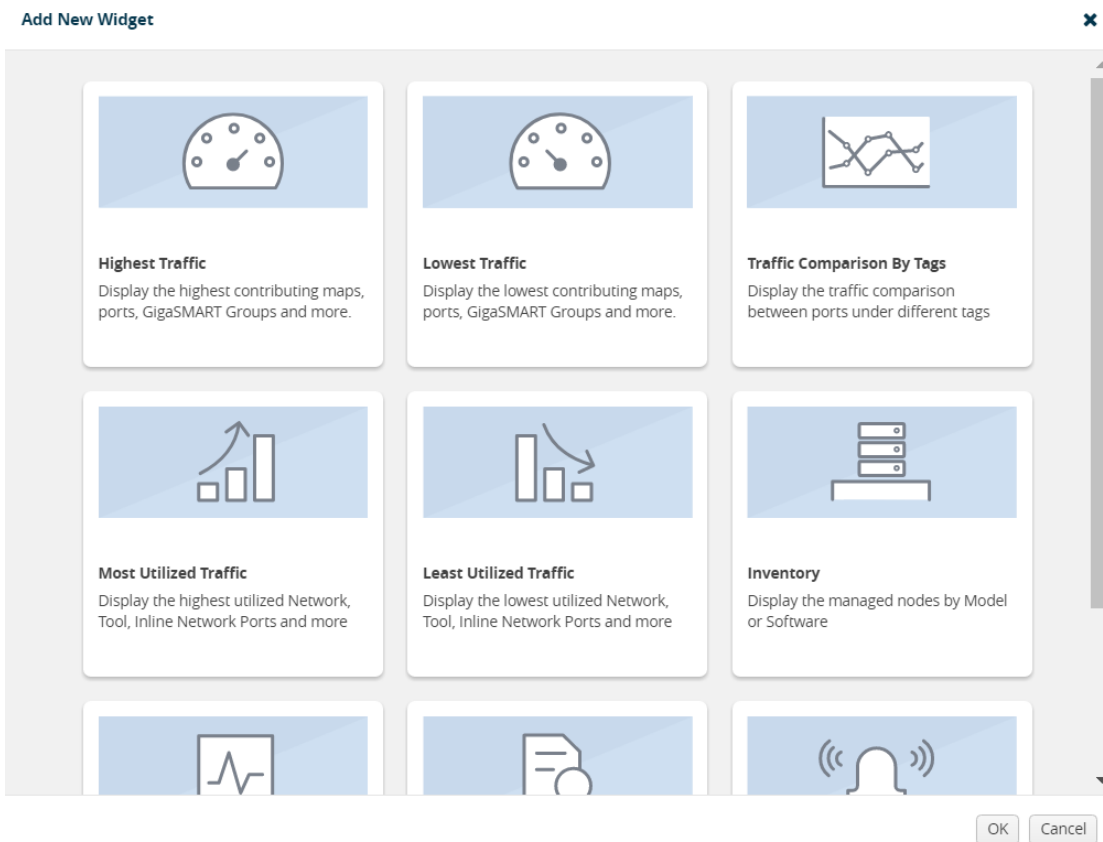 Add New Widget
Highest Traffic
Display the highest contributing maps,
ports, GigaSMART Groups and more.
Lowest Traffic
Display the lowest contributing maps,
ports, GigaSMART Groups and more.
Traffic Comparison By Tags
Display the traffic comparison
between ports under different tags
Most Utilized Traffic
Display the highest utilized Network,
Tool, Inline Network Ports and more
Least Utilized Traffic
Display the lowest utilized Network,
Tool, Inline Network Ports and more
Inventory
Display the managed nodes by Model
or Software
OK
Cancel